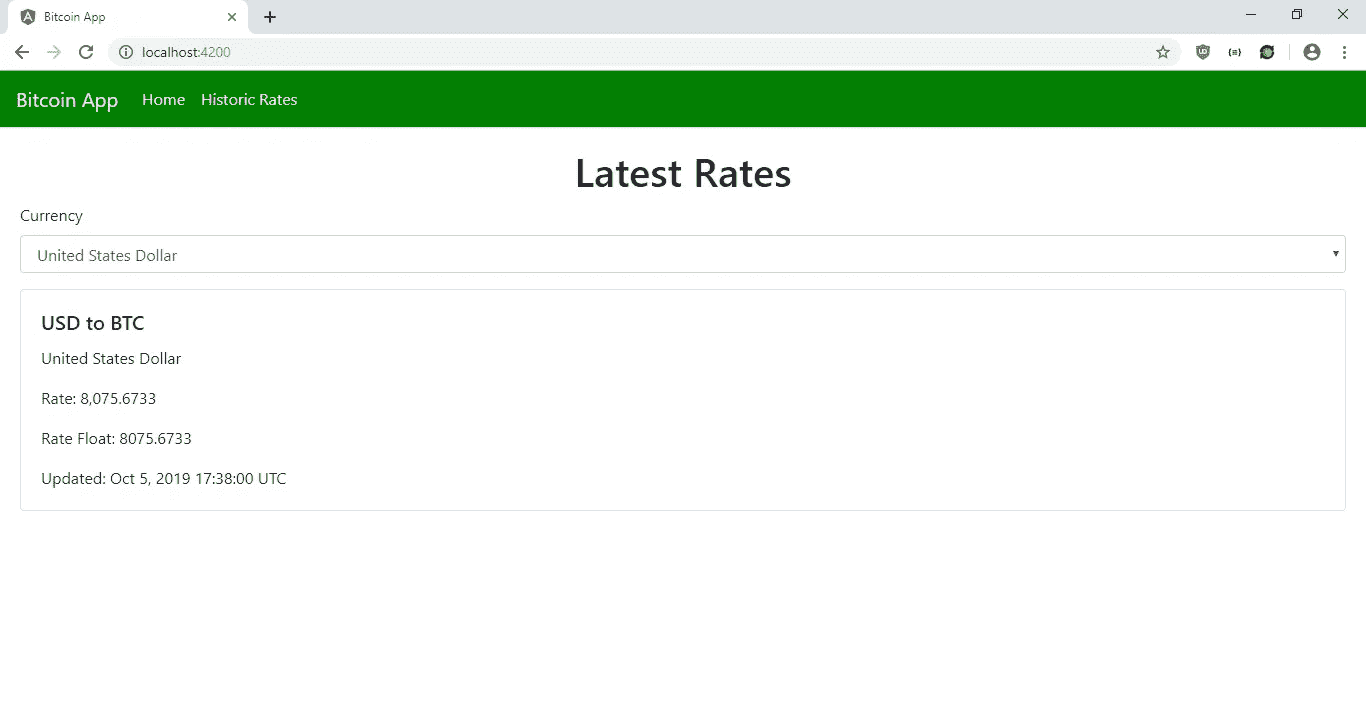 Bitcoin App
localhost:4200
Bitcoin App Home Historic Rates
Latest Rates
Currency
United States Dollar
USD to BTC
United States Dollar
Rate: 8,075.6733
Rate Float: 8075.6733
Updated: Oct 5, 2019 17:38:00 UTC